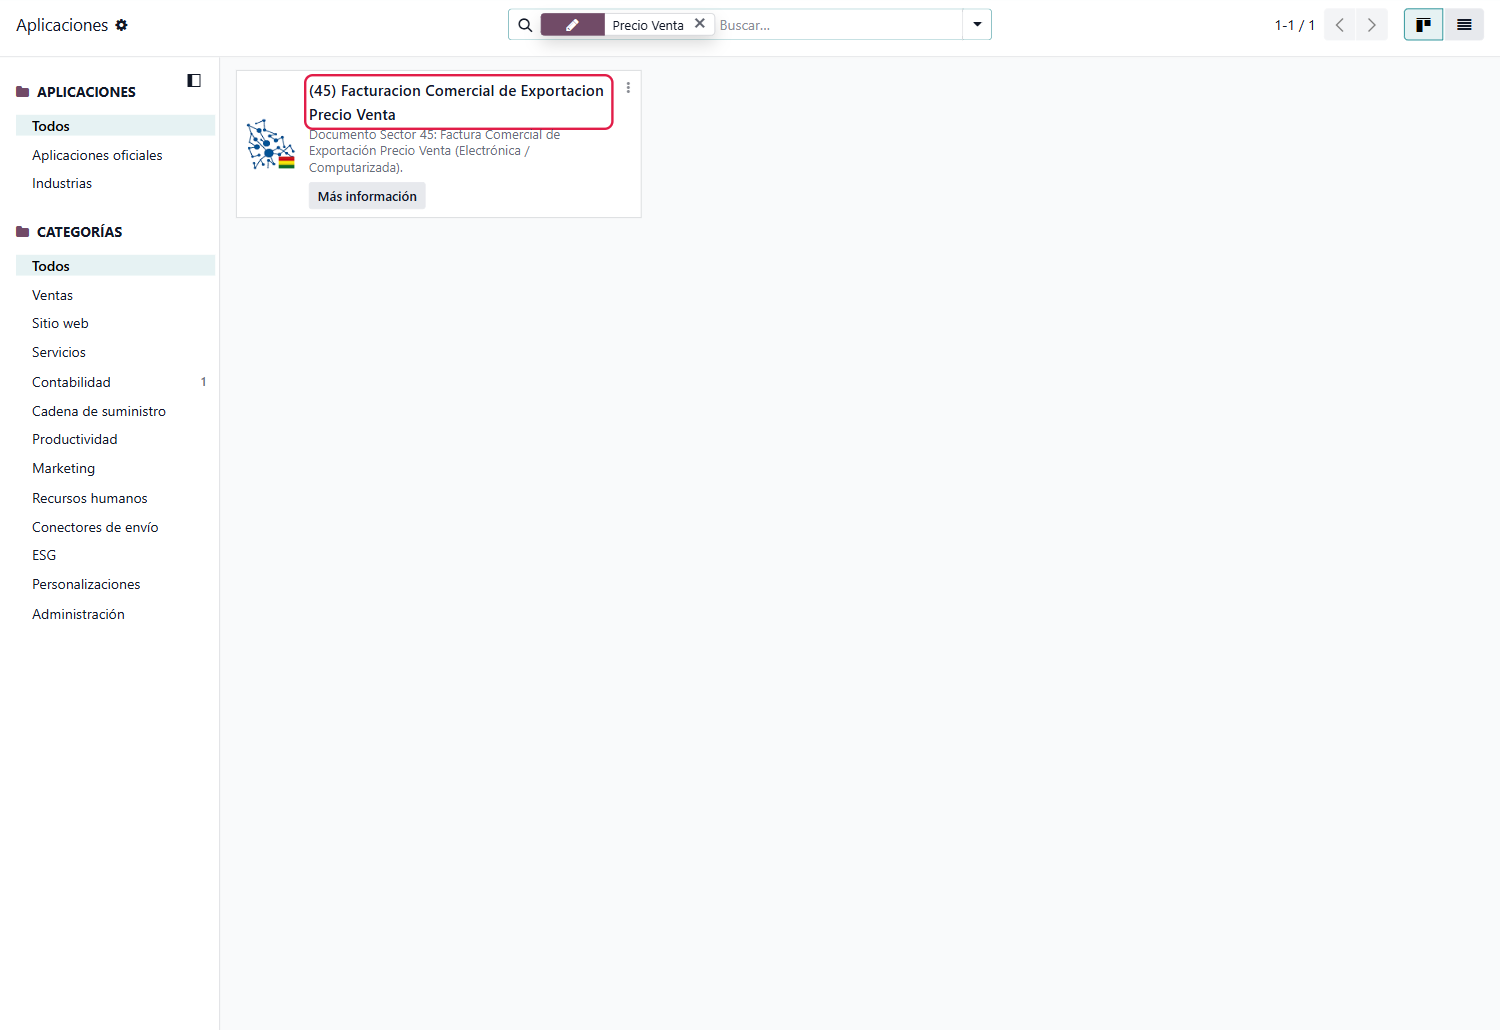 Aplicaciones
Precio Venta
Buscar...
1-1 / 1
APLICACIONES
Todos
Aplicaciones oficiales
Industrias
CATEGORÍAS
Todos
Ventas
Sitio web
Servicios
Contabilidad 1
Cadena de suministro
Productividad
Marketing
Recursos humanos
Conectores de envío
ESG
Personalizaciones
Administración
(45) Facturacion Comercial de Exportacion
Precio Venta
Documento Sector 45: Factura Comercial de
Exportación Precio Venta (Electrónica /
Computarizada).
Más información